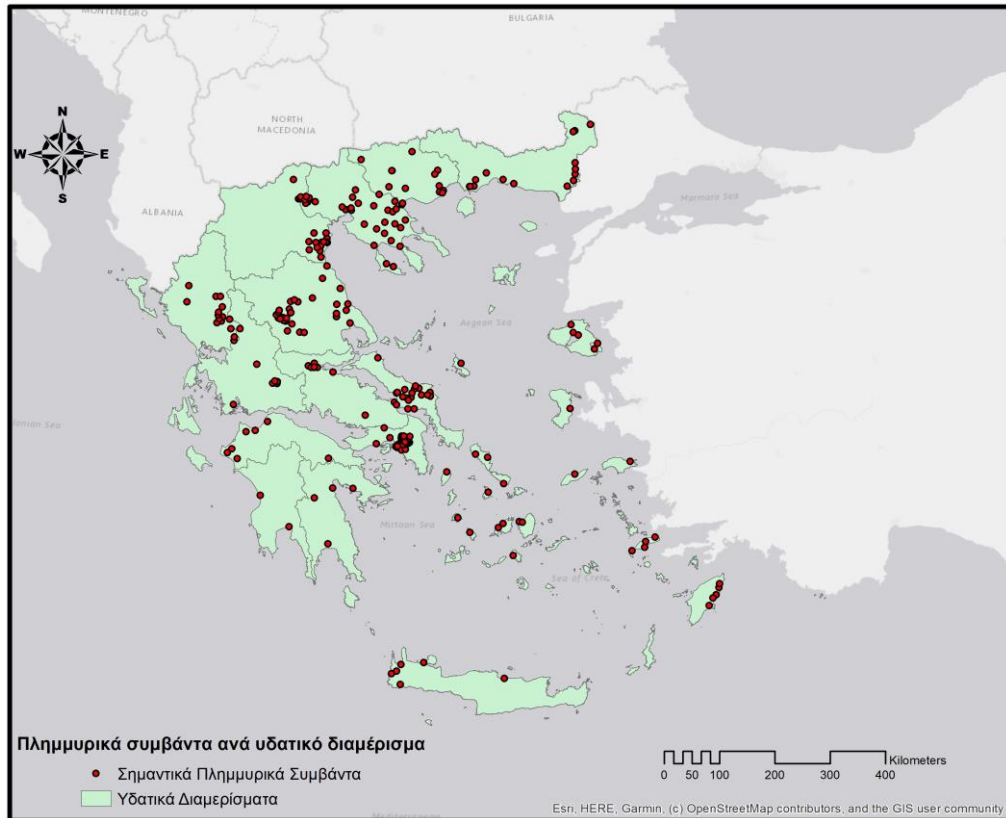 MONTENEGRO
BULGARIA
N
W
E
S
NORTH
MACEDONIA
ALBANIA
Marmara Sea
Aegean Sea
Ionian Sea
Mirtoan Sea
Sea of Crete
Πλημμυρικά συμβάντα ανά υδατικό διαμέρισμα
Σημαντικά Πλημμυρικά Συμβάντα
Υδατικά Διαμερίσματα
Kilometers
0 50 100 200 300 400
Esri, HERE, Garmin, (c) OpenStreetMap contributors, and the GIS user community